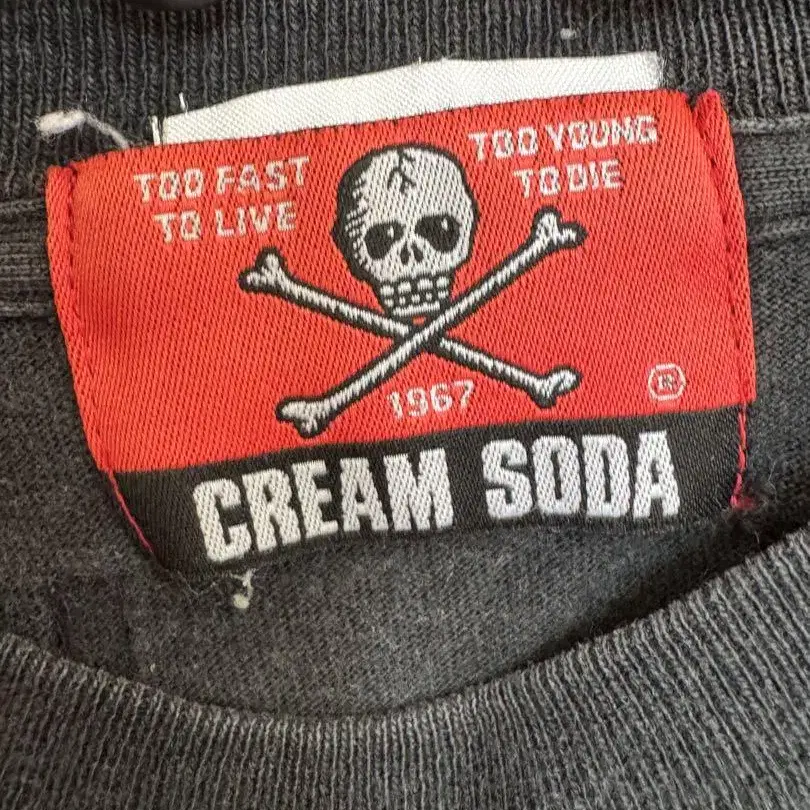 TOO FAST
TO LIVE
TOO YOUNG
TO DIE
1967
®
CREAM SODA